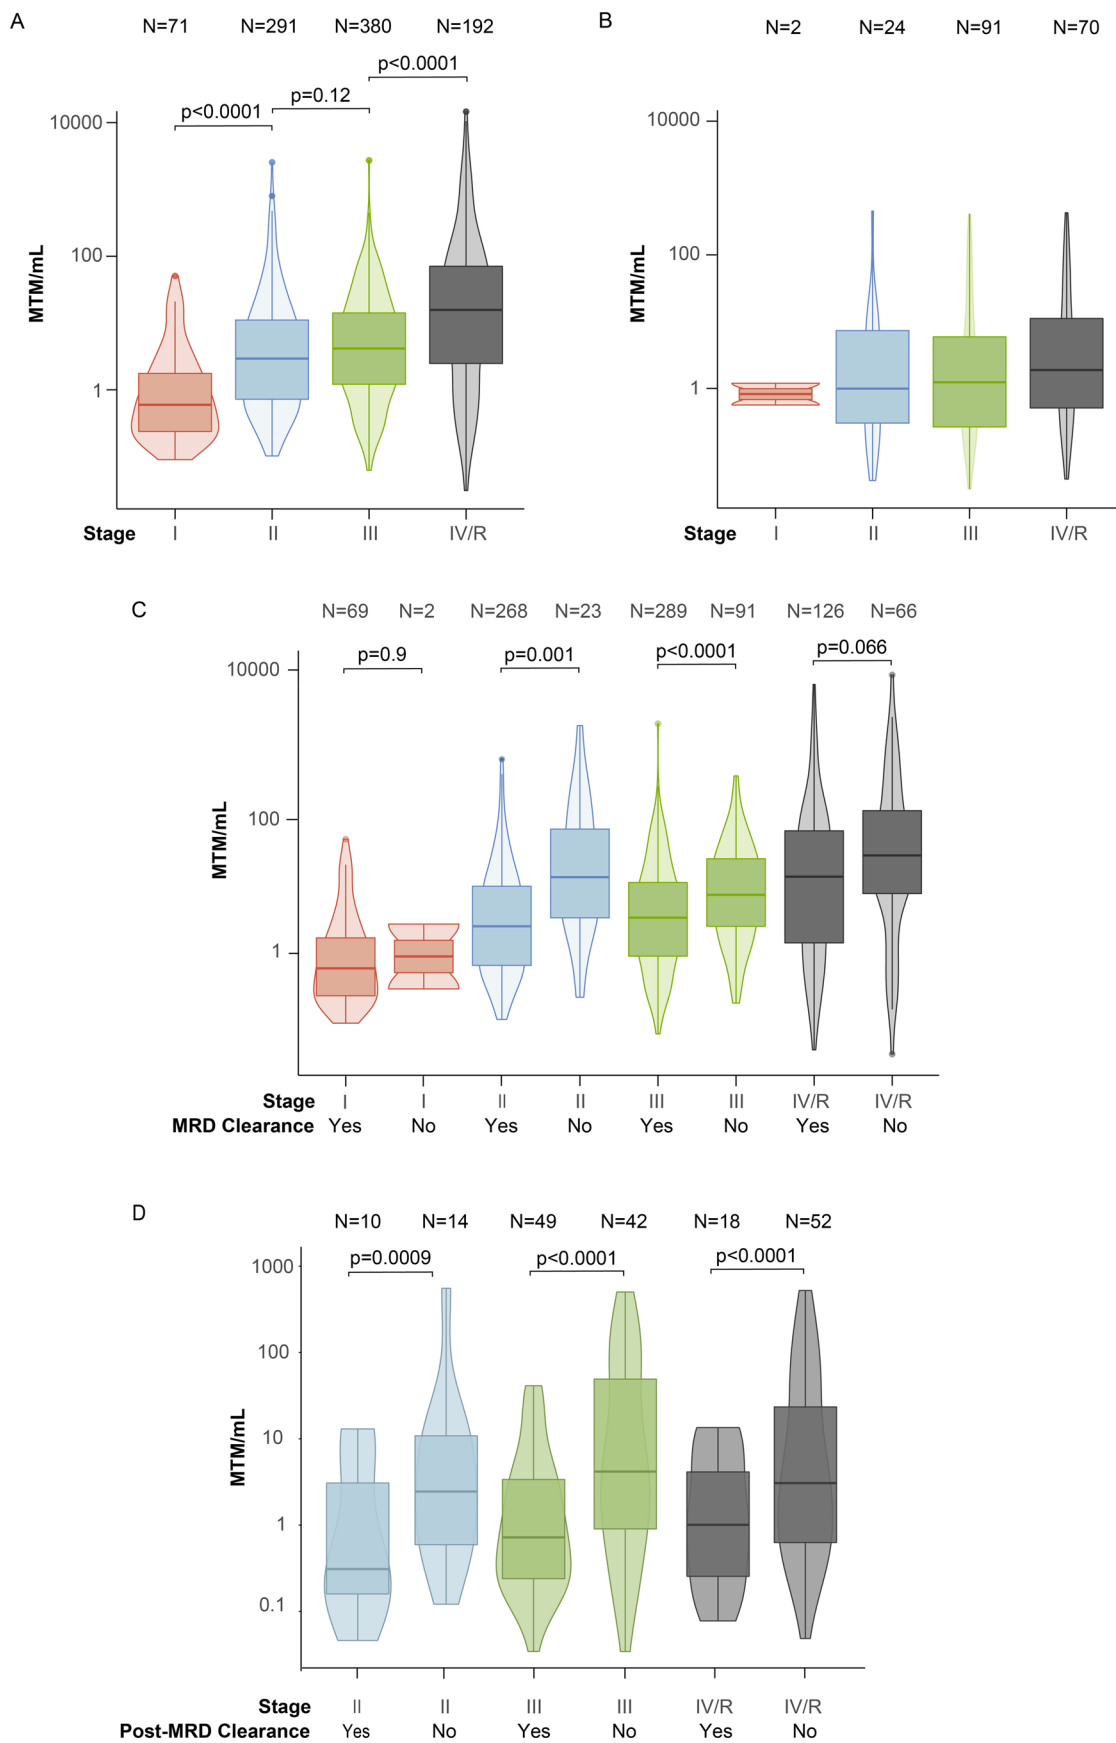 A
N=71 N=291 N=380 N=192
p<0.0001
p=0.12
p<0.0001
10000
100
1
MTM/mL
Stage I II III IV/R
B
N=2 N=24 N=91 N=70
10000
100
1
MTM/mL
Stage I II III IV/R
C
N=69 N=2 N=268 N=23 N=289 N=91 N=126 N=66
p=0.9 p=0.001 p<0.0001 p=0.066
10000
100
1
MTM/mL
Stage I I II II III III IV/R IV/R
MRD Clearance Yes No Yes No Yes No Yes No
D
N=10 N=14 N=49 N=42 N=18 N=52
p=0.0009 p<0.0001 p<0.0001
1000
100
10
1
0.1
MTM/mL
Stage II II III III IV/R IV/R
Post-MRD Clearance Yes No Yes No Yes No